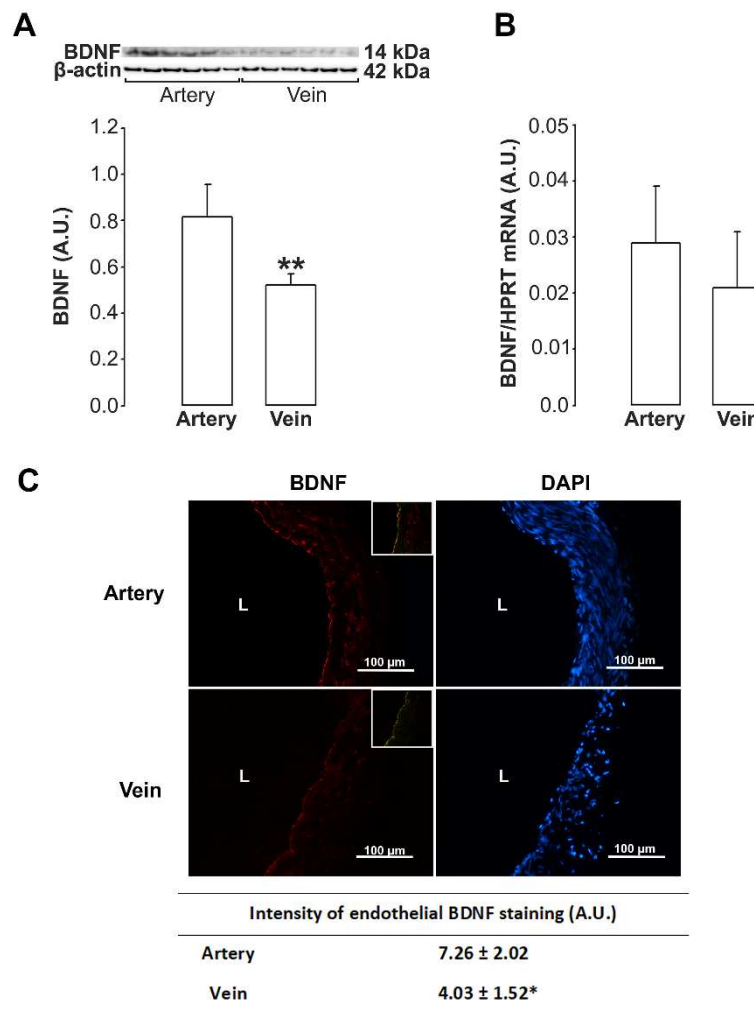 A
BDNF 14 kDa
β-actin 42 kDa
Artery Vein
BDNF (A.U.)
1.2
1.0
0.8
0.6
0.4
0.2
0.0
**
Artery Vein
B
BDNF/HPRT mRNA (A.U.)
0.05
0.04
0.03
0.02
0.01
0.0
Artery Vein
C
BDNF DAPI
Artery
L
100 µm
L
100 µm
Vein
L
100 µm
L
100 µm
Intensity of endothelial BDNF staining (A.U.)
Artery 7.26 ± 2.02
Vein 4.03 ± 1.52*